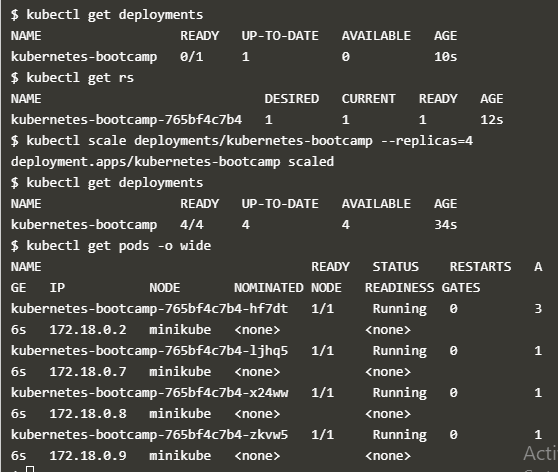 $ kubectl get deployments
NAME READY UP-TO-DATE AVAILABLE AGE
kubernetes-bootcamp 0/1 1 0 10s
$ kubectl get rs
NAME DESIRED CURRENT READY AGE
kubernetes-bootcamp-765bf4c7b4 1 1 1 12s
$ kubectl scale deployments/kubernetes-bootcamp --replicas=4
deployment.apps/kubernetes-bootcamp scaled
$ kubectl get deployments
NAME READY UP-TO-DATE AVAILABLE AGE
kubernetes-bootcamp 4/4 4 4 34s
$ kubectl get pods -o wide
NAME READY STATUS RESTARTS A
GE IP NODE NOMINATED NODE READINESS GATES
kubernetes-bootcamp-765bf4c7b4-hf7dt 1/1 Running 0 3
6s 172.18.0.2 minikube <none> <none>
kubernetes-bootcamp-765bf4c7b4-ljhq5 1/1 Running 0 1
6s 172.18.0.7 minikube <none> <none>
kubernetes-bootcamp-765bf4c7b4-x24ww 1/1 Running 0 1
6s 172.18.0.8 minikube <none> <none>
kubernetes-bootcamp-765bf4c7b4-zkvw5 1/1 Running 0 1
6s 172.18.0.9 minikube <none> <none>
Acti